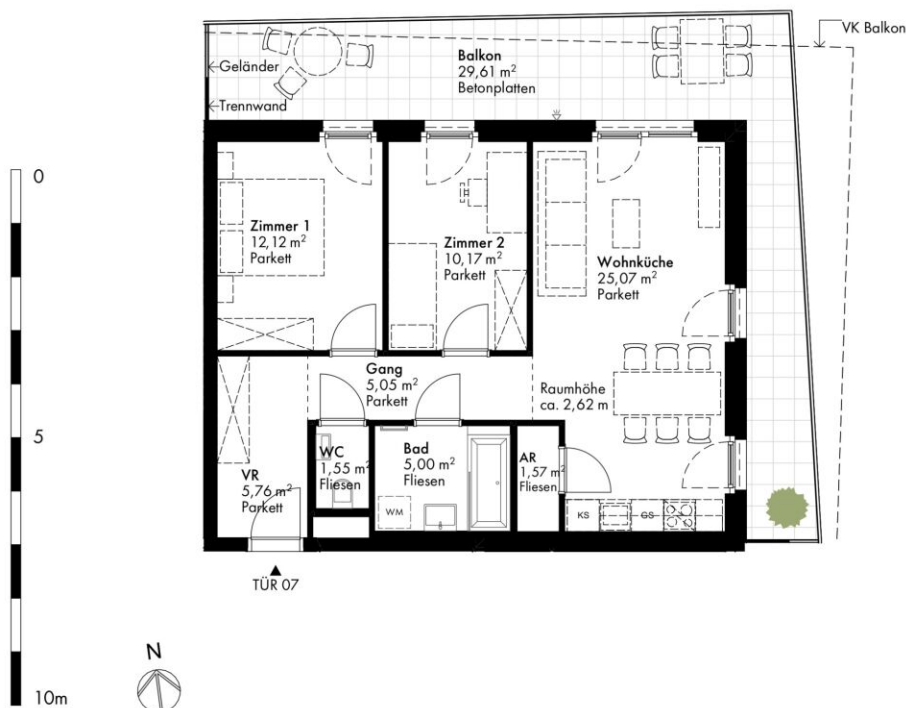 VK Balkon
Balkon
29,61 m²
Betonplatten
Geländer
Trennwand
0
Zimmer 1
12,12 m²
Parkett
Zimmer 2
10,17 m²
Parkett
Wohnküche
25,07 m²
Parkett
Gang
5,05 m²
Parkett
Raumhöhe
ca. 2,62 m
5
VR
5,76 m²
Parkett
WC
1,55 m²
Fliesen
Bad
5,00 m²
Fliesen
AR
1,57 m²
Fliesen
WM
KS
GS
TÜR 07
N
10m